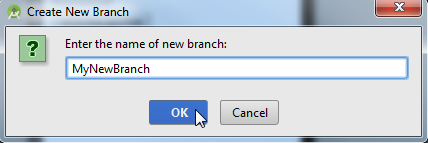 Create New Branch
Enter the name of new branch:
MyNewBranch
OK Cancel